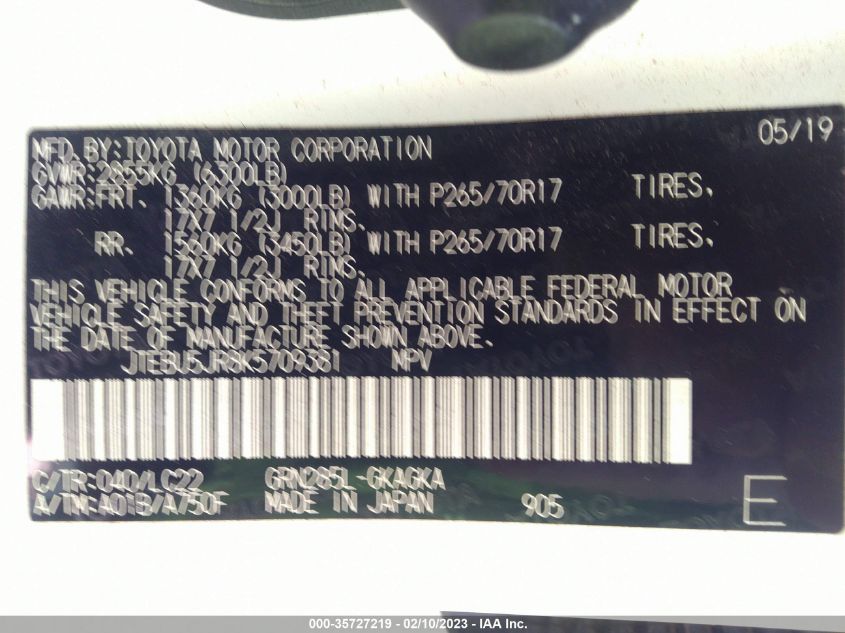 05/19
MFD.BY:TOYOTA MOTOR CORPORATION
GVWR:2855KG (6300LB)
GAWR:FRT. 1360KG (3000LB) WITH P265/70R17 TIRES,
17X7 1/2J RIMS.
RR. 1560KG (3450LB) WITH P265/70R17 TIRES,
17X7 1/2J RIMS.
THIS VEHICLE CONFORMS TO ALL APPLICABLE FEDERAL MOTOR
VEHICLE SAFETY AND THEFT PREVENTION STANDARDS IN EFFECT ON
THE DATE OF MANUFACTURE SHOWN ABOVE.
JTEBU5JR8K5709381 MPV
C/TR:040/LC22 GRN285L-GKAGKA
A/TM:A01B/A750F MADE IN JAPAN 905 E
000-35727219 - 02/10/2023 - IAA Inc.